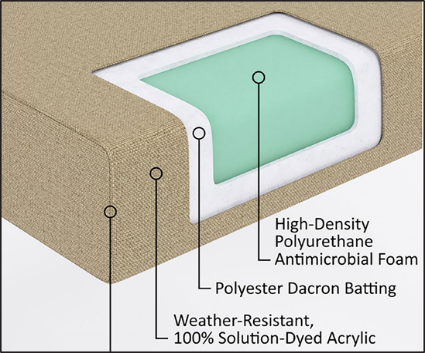 High-Density
Polyurethane
Antimicrobial Foam
Polyester Dacron Batting
Weather-Resistant,
100% Solution-Dyed Acrylic